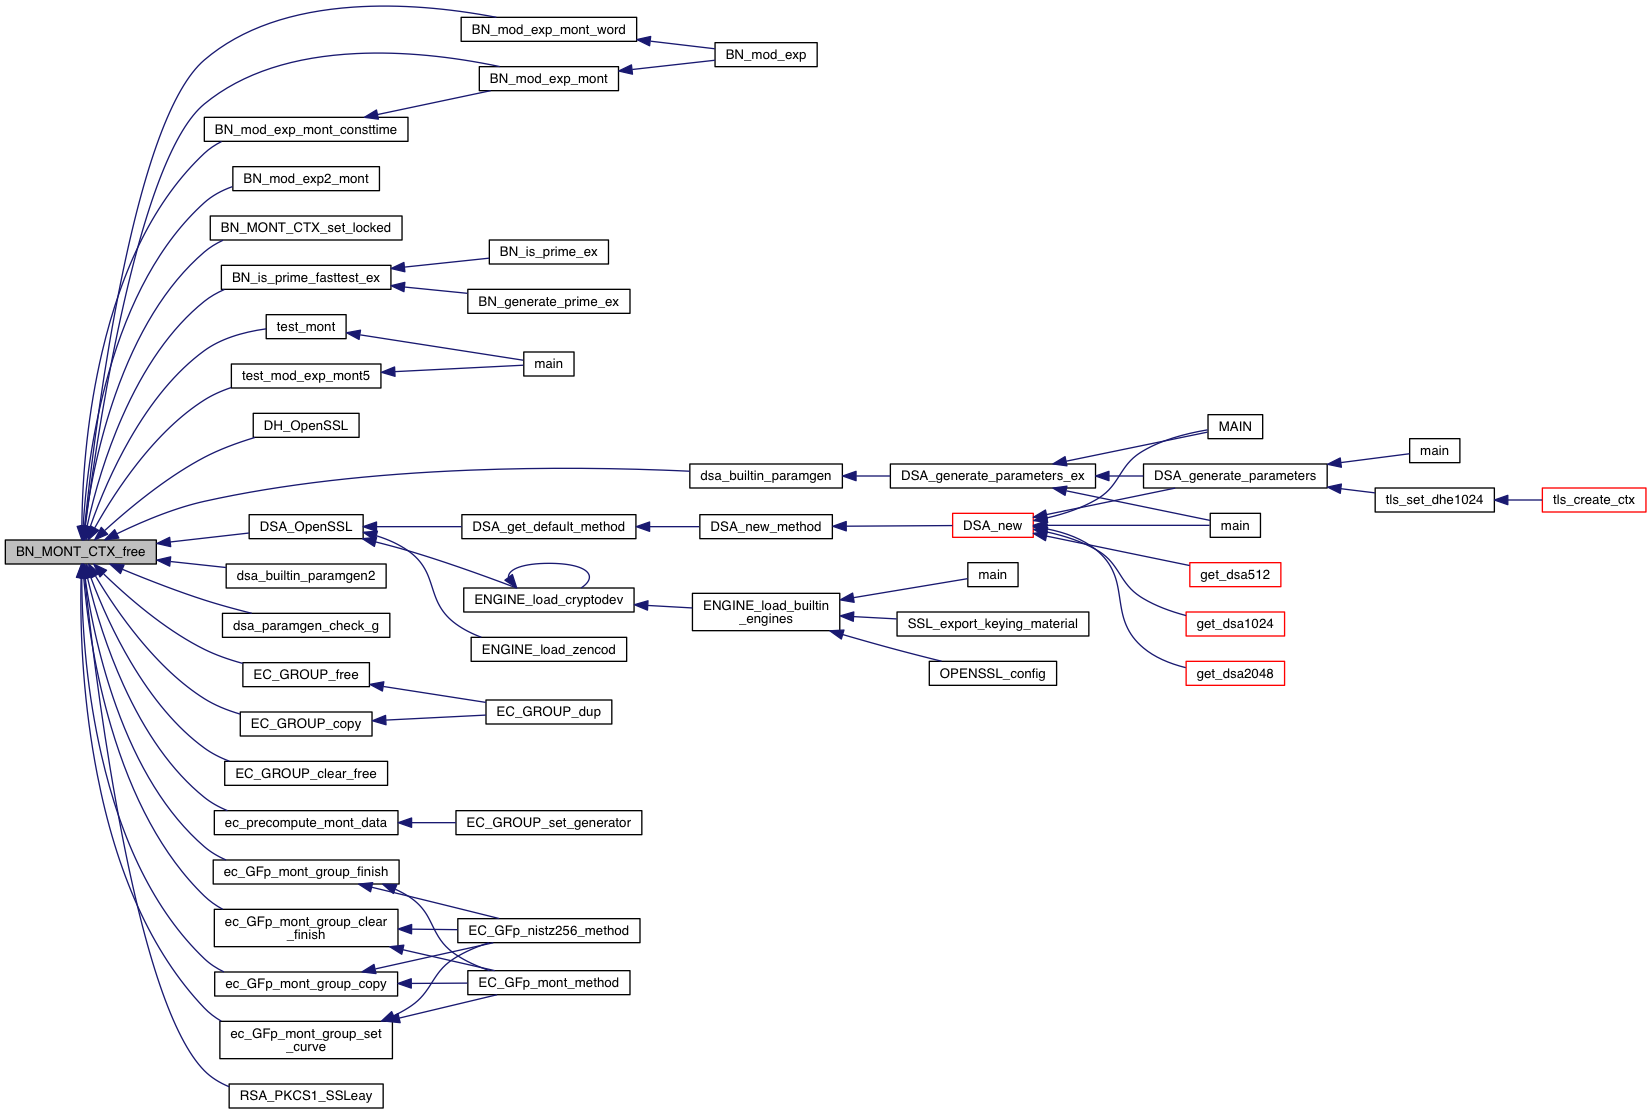 BN_mod_exp_mont_word
BN_mod_exp
BN_mod_exp_mont
BN_mod_exp_mont_consttime
BN_mod_exp2_mont
BN_MONT_CTX_set_locked
BN_is_prime_ex
BN_is_prime_fasttest_ex
BN_generate_prime_ex
test_mont
main
test_mod_exp_mont5
DH_OpenSSL
MAIN
main
dsa_builtin_paramgen
DSA_generate_parameters_ex
DSA_generate_parameters
tls_set_dhe1024
tls_create_ctx
DSA_OpenSSL
DSA_get_default_method
DSA_new_method
DSA_new
main
BN_MONT_CTX_free
dsa_builtin_paramgen2
main
get_dsa512
ENGINE_load_cryptodev
ENGINE_load_builtin
_engines
SSL_export_keying_material
get_dsa1024
dsa_paramgen_check_g
ENGINE_load_zencod
EC_GROUP_free
OPENSSL_config
get_dsa2048
EC_GROUP_dup
EC_GROUP_copy
EC_GROUP_clear_free
ec_precompute_mont_data
EC_GROUP_set_generator
ec_GFp_mont_group_finish
ec_GFp_mont_group_clear
_finish
EC_GFp_nistz256_method
ec_GFp_mont_group_copy
EC_GFp_mont_method
ec_GFp_mont_group_set
_curve
RSA_PKCS1_SSLeay